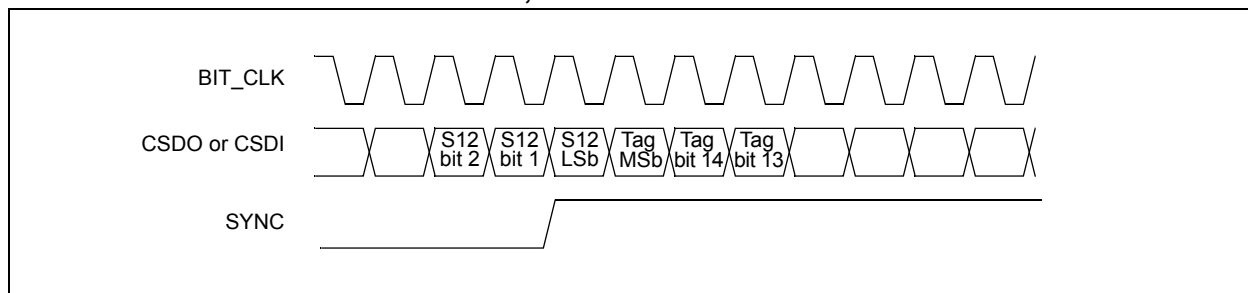 BIT_CLK
CSDO or CSDI
S12 bit 2
S12 bit 1
S12 LSb
Tag MSb
Tag bit 14
Tag bit 13
SYNC